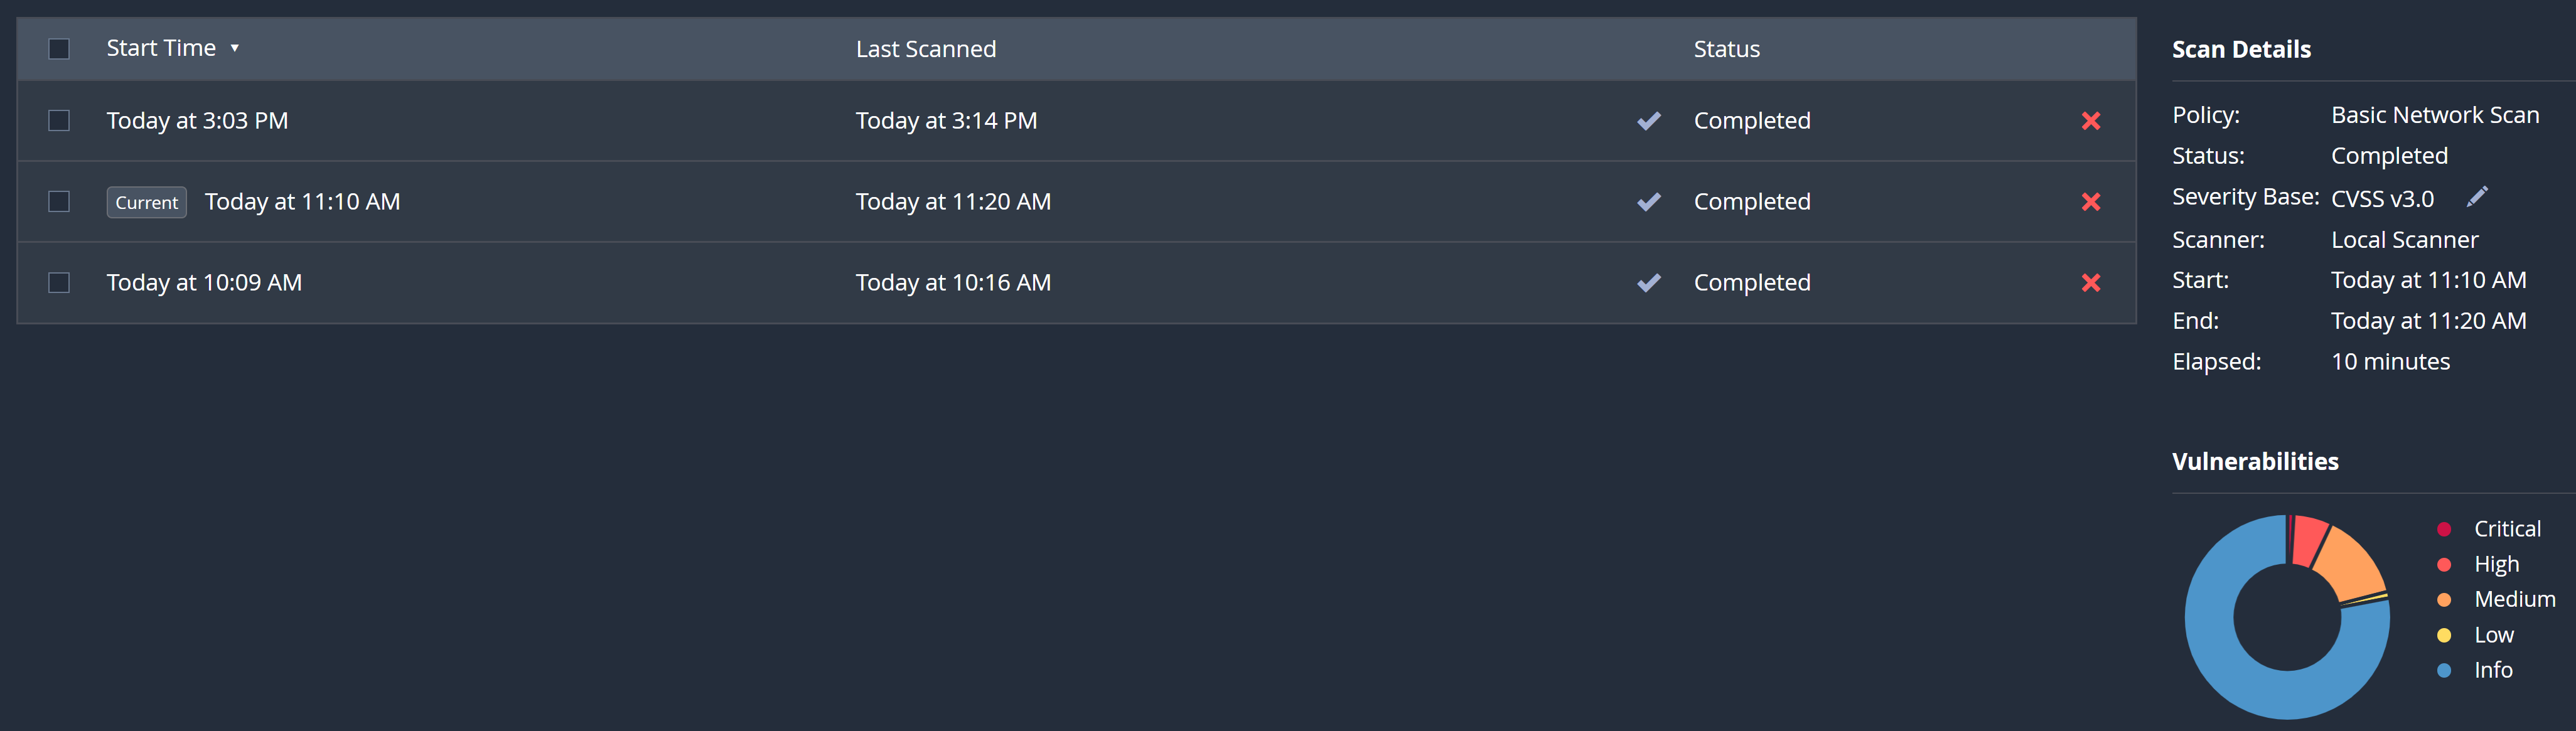 Start Time Last Scanned Status
Today at 3:03 PM Today at 3:14 PM Completed
Current Today at 11:10 AM Today at 11:20 AM Completed
Today at 10:09 AM Today at 10:16 AM Completed
Scan Details
Policy: Basic Network Scan
Status: Completed
Severity Base: CVSS v3.0
Scanner: Local Scanner
Start: Today at 11:10 AM
End: Today at 11:20 AM
Elapsed: 10 minutes
Vulnerabilities
Critical
High
Medium
Low
Info